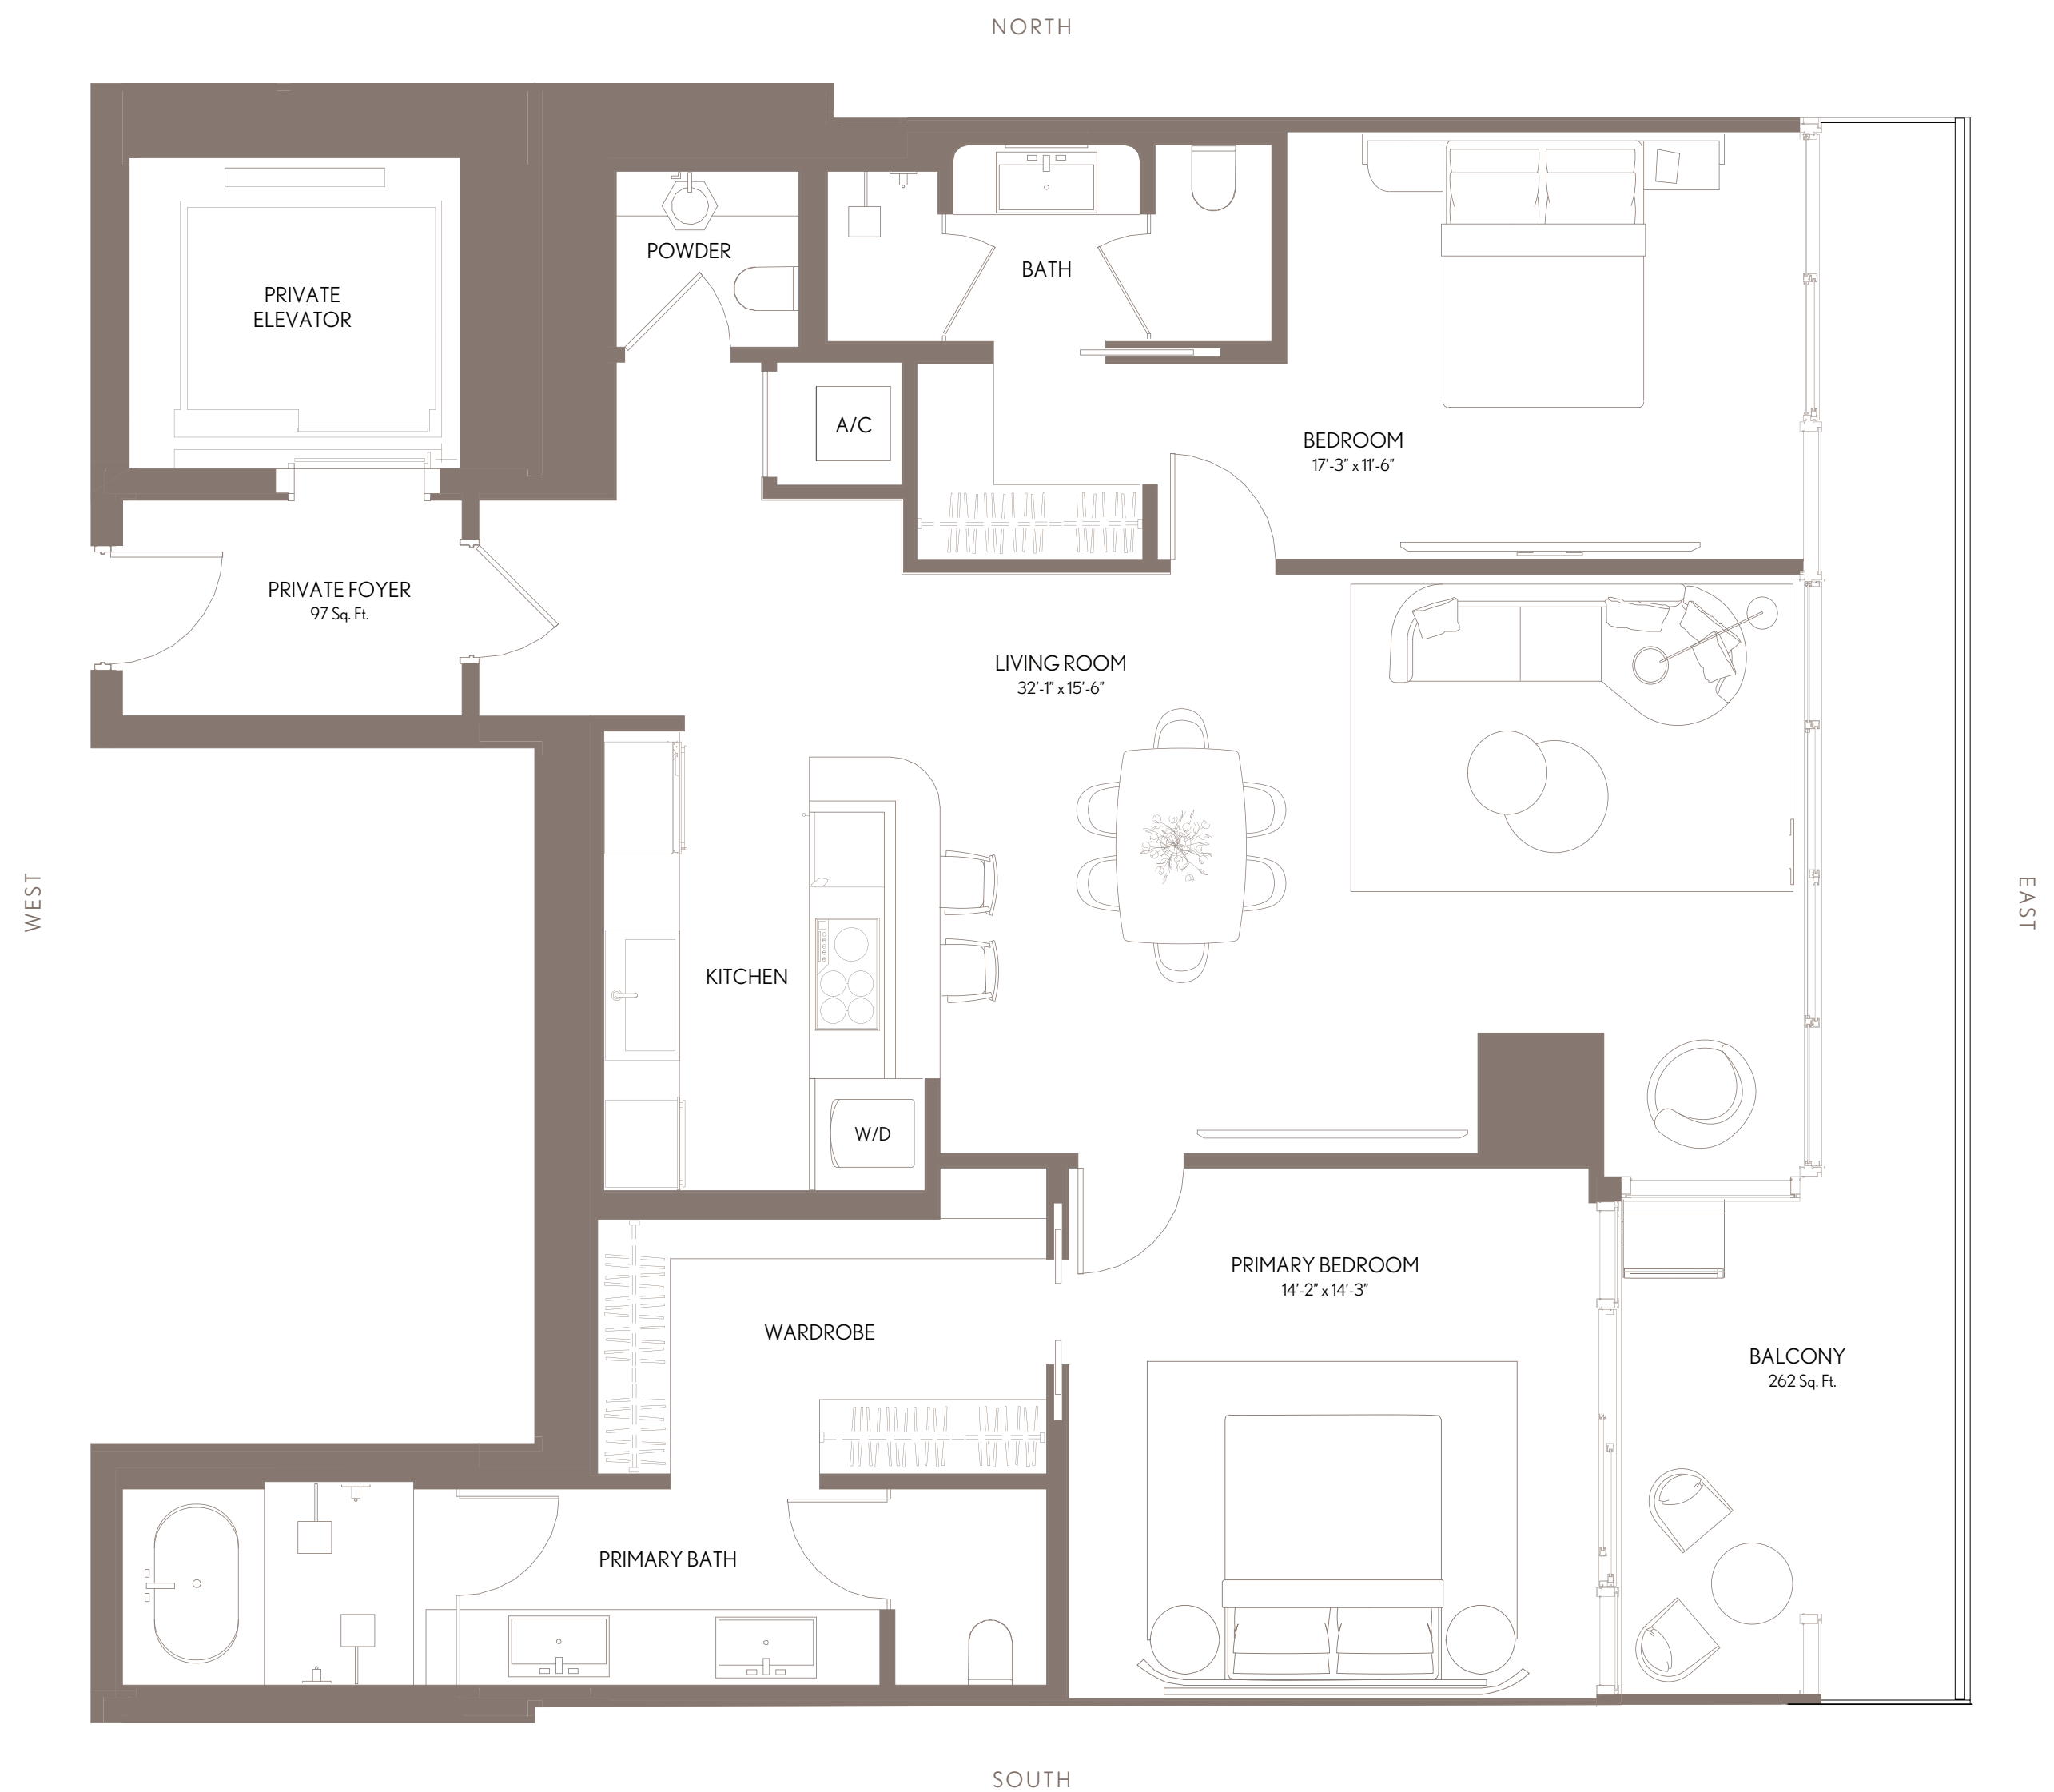 NORTH
POWDER
BATH
PRIVATE
ELEVATOR
A/C
BEDROOM
17'-3” x 11'-6”
PRIVATE FOYER
97 Sq. Ft.
LIVING ROOM
32'-1” x 15'-6”
WEST
EAST
KITCHEN
W/D
PRIMARY BEDROOM
14'-2” x 14'-3”
WARDROBE
BALCONY
262 Sq. Ft.
PRIMARY BATH
SOUTH